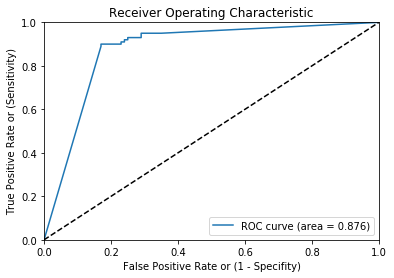 Receiver Operating Characteristic
1.0
0.8
0.6
0.4
0.2
0.0
True Positive Rate or (Sensitivity)
ROC curve (area = 0.876)
0.0 0.2 0.4 0.6 0.8 1.0
False Positive Rate or (1 - Specifity)